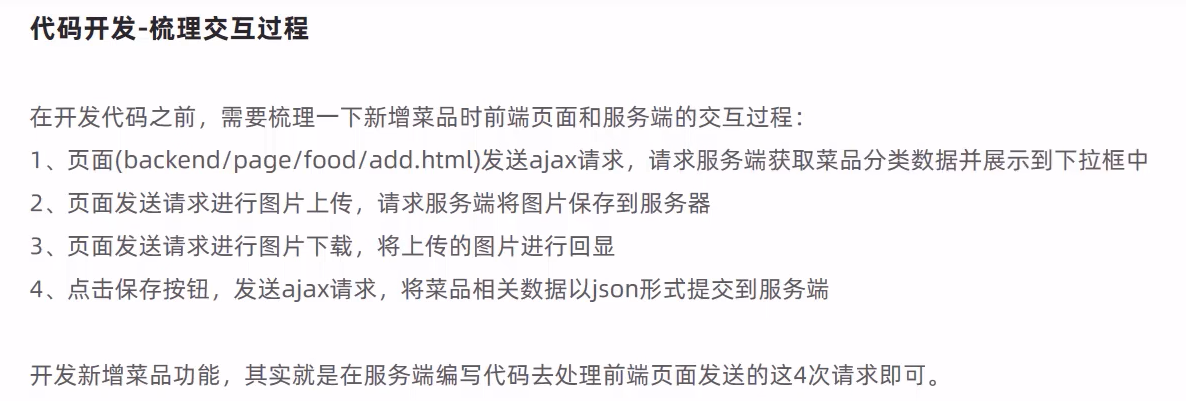 代码开发-梳理交互过程
在开发代码之前，需要梳理一下新增菜品时前端页面和服务端的交互过程：
1、页面(backend/page/food/add.html)发送ajax请求，请求服务端获取菜品分类数据并展示到下拉框中
2、页面发送请求进行图片上传，请求服务端将图片保存到服务器
3、页面发送请求进行图片下载，将上传的图片进行回显
4、点击保存按钮，发送ajax请求，将菜品相关数据以json形式提交到服务端
开发新增菜品功能，其实就是在服务端编写代码去处理前端页面发送的这4次请求即可。